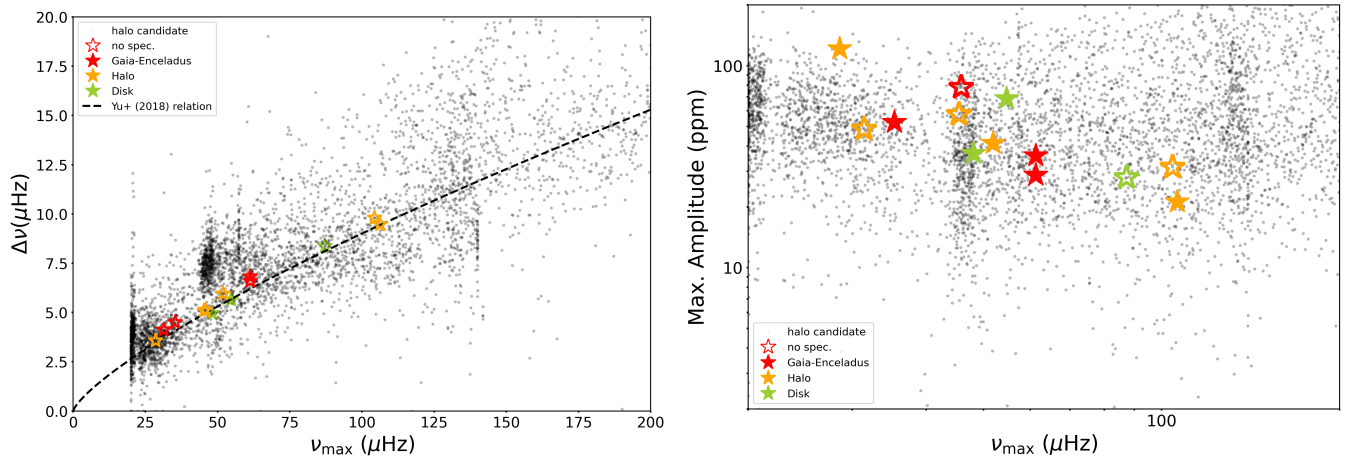 20.0
17.5
15.0
12.5
10.0
7.5
5.0
2.5
0.0
Δν(μHz)
halo candidate
no spec.
Gaia-Enceladus
Halo
Disk
Yu+ (2018) relation
0 25 50 75 100 125 150 175 200
νmax (μHz)
100
10
Max. Amplitude (ppm)
halo candidate
no spec.
Gaia-Enceladus
Halo
Disk
100
νmax (μHz)